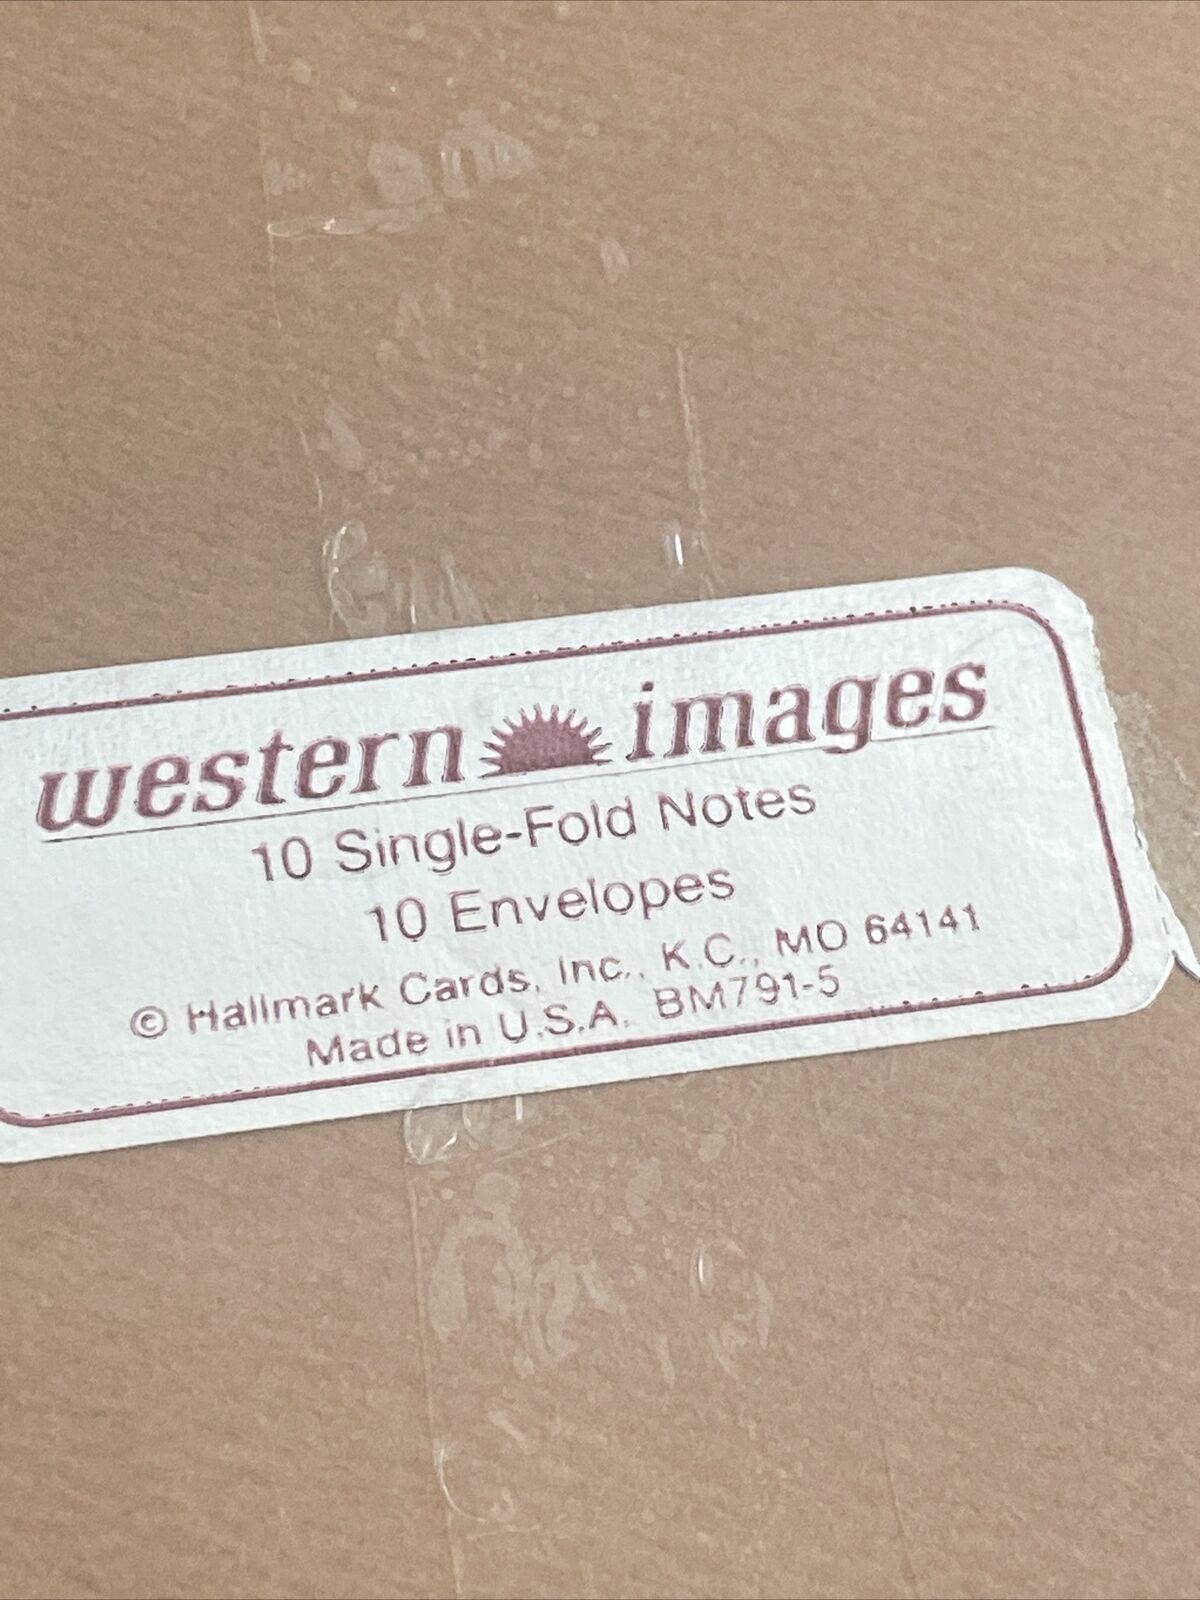 western images
10 Single-Fold Notes
10 Envelopes
© Hallmark Cards, Inc., K.C., MO 64141
Made in U.S.A. BM791-5